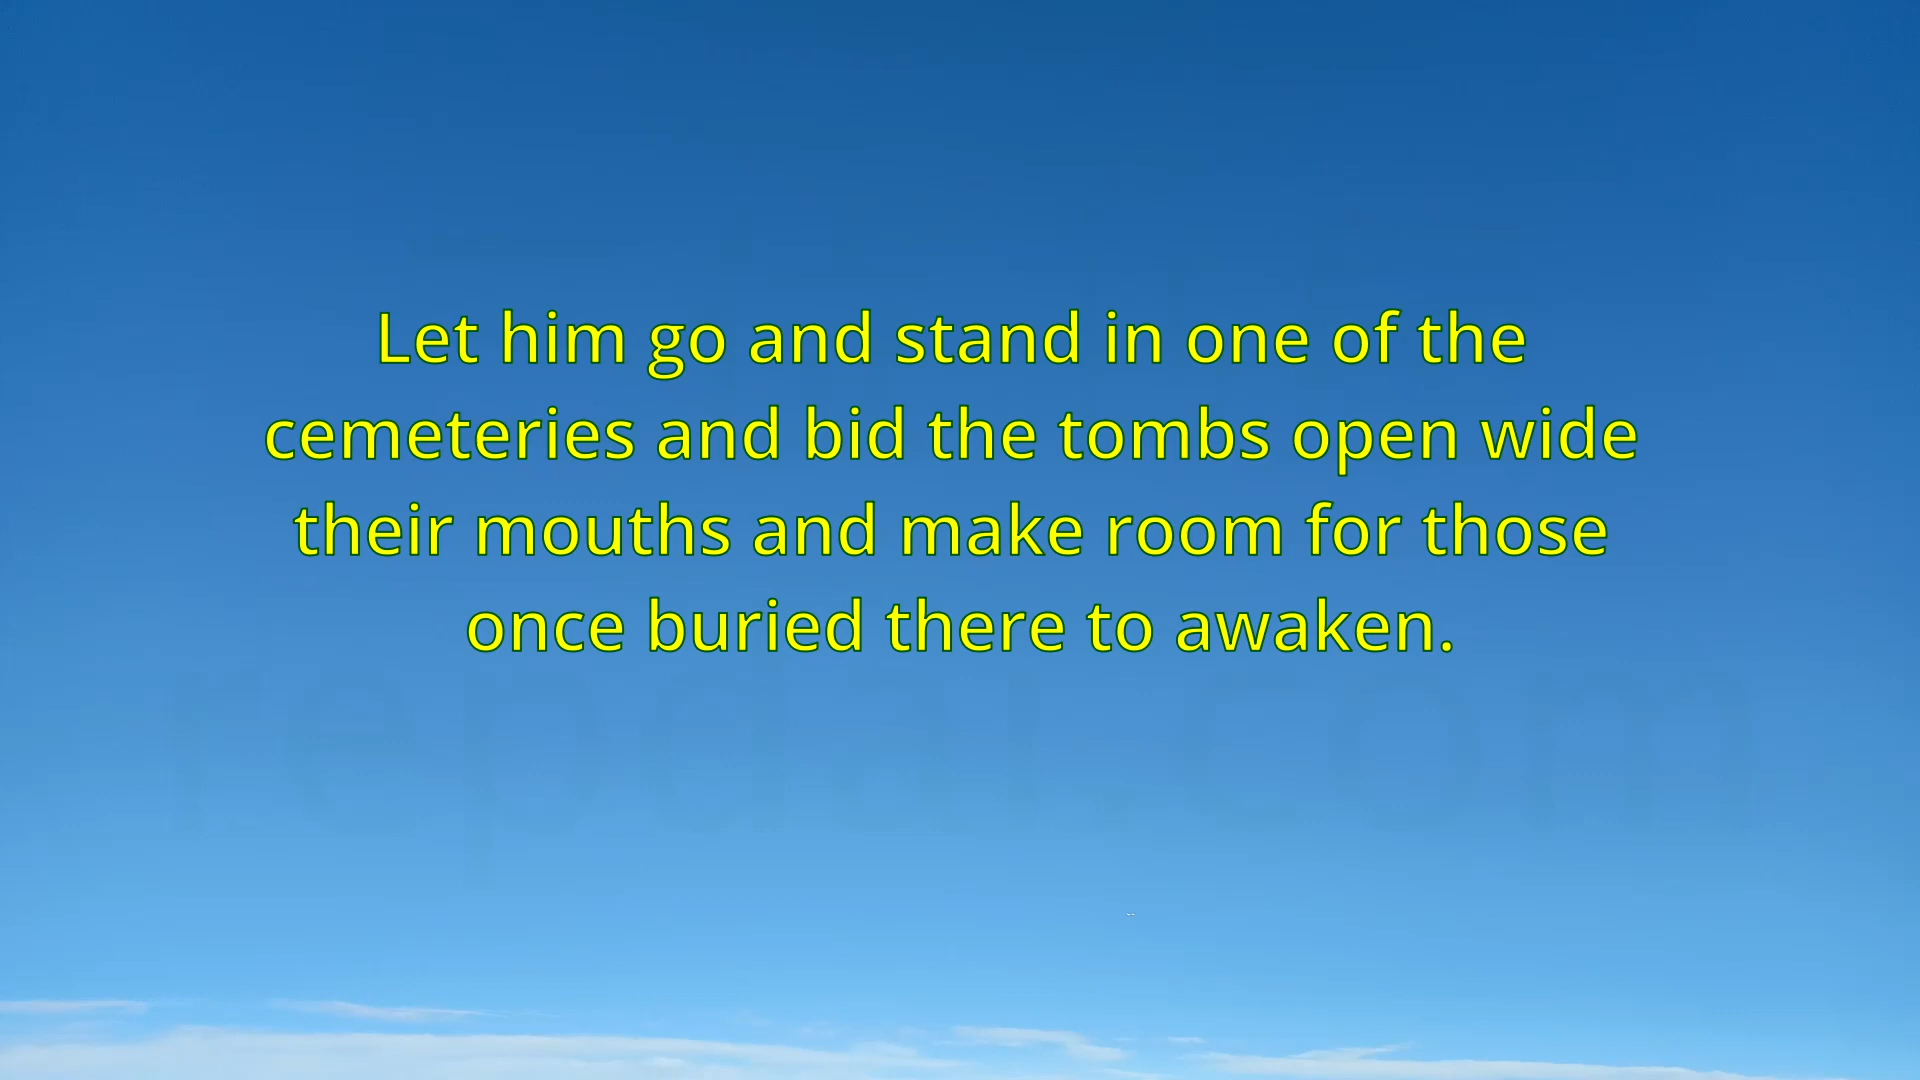 Let him go and stand in one of the
cemeteries and bid the tombs open wide
their mouths and make room for those
once buried there to awaken.